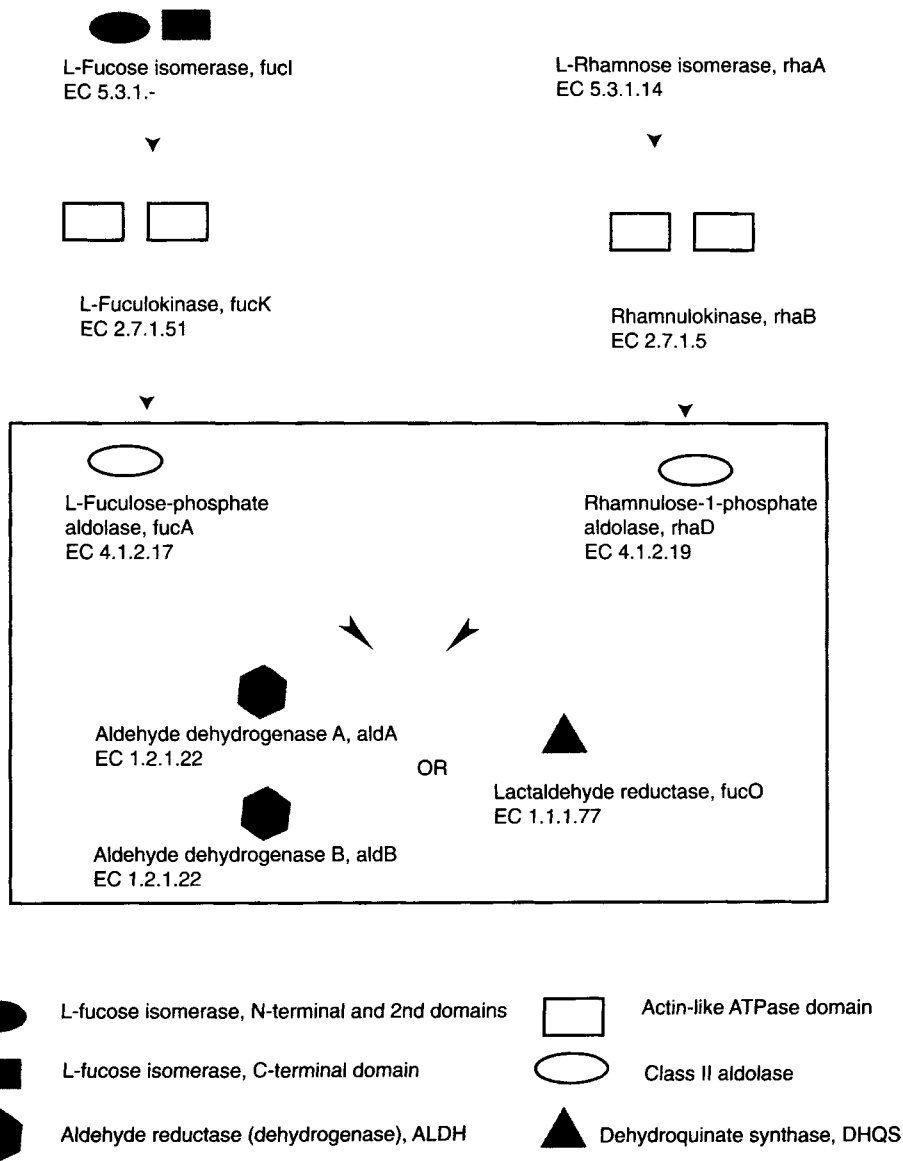 L-Fucose isomerase, fucI
EC 5.3.1.-
L-Rhamnose isomerase, rhaA
EC 5.3.1.14
L-Fuculokinase, fucK
EC 2.7.1.51
Rhamnulokinase, rhaB
EC 2.7.1.5
L-Fuculose-phosphate
aldolase, fucA
EC 4.1.2.17
Rhamnulose-1-phosphate
aldolase, rhaD
EC 4.1.2.19
Aldehyde dehydrogenase A, aldA
EC 1.2.1.22
OR
Lactaldehyde reductase, fucO
EC 1.1.1.77
Aldehyde dehydrogenase B, aldB
EC 1.2.1.22
L-fucose isomerase, N-terminal and 2nd domains
Actin-like ATPase domain
L-fucose isomerase, C-terminal domain
Class II aldolase
Aldehyde reductase (dehydrogenase), ALDH
Dehydroquinate synthase, DHQS